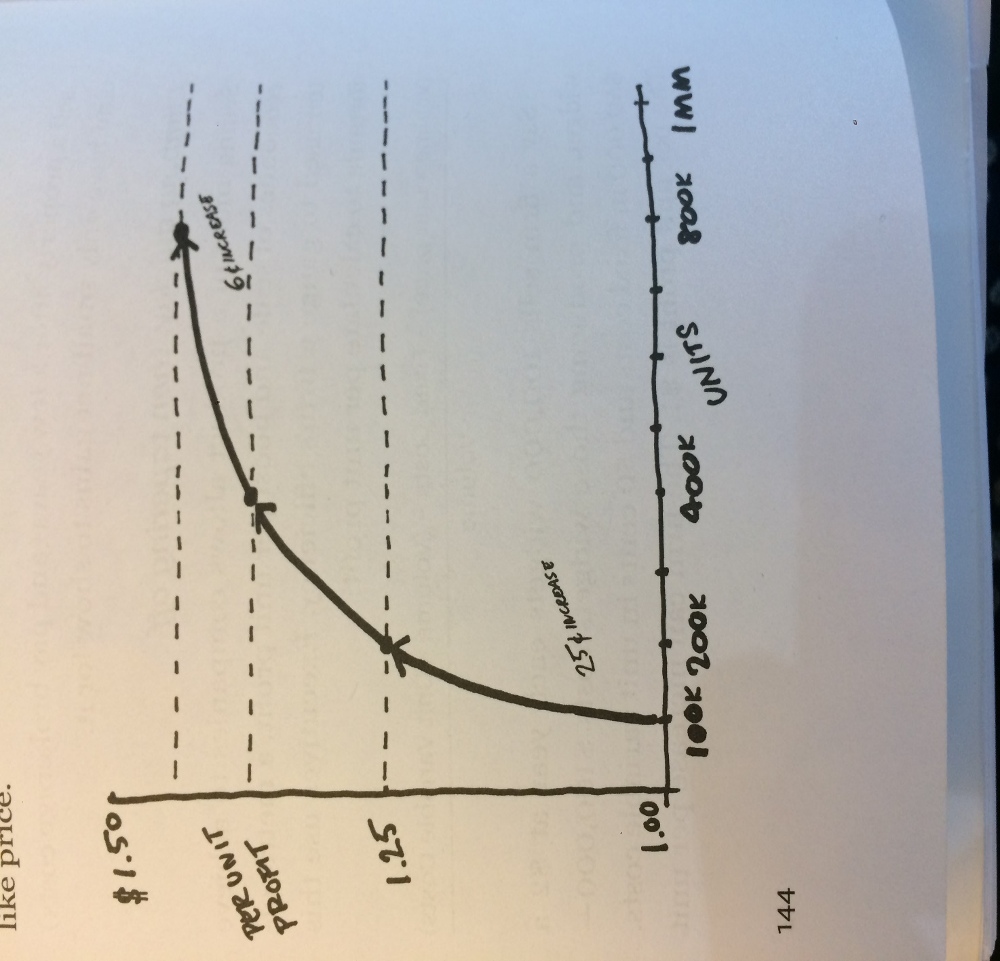 like price.
$1.50
PER UNIT
PROFIT
1.25
1.00
6¢ INCREASE
25¢ INCREASE
100K 200K 400K 800K 1MM
UNITS
144